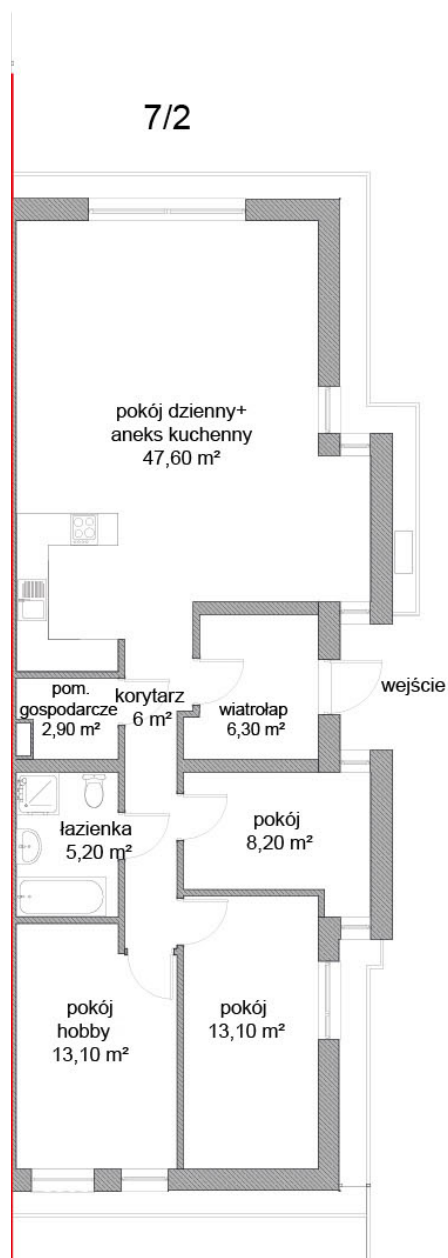 7/2
pokój dzienny+
aneks kuchenny
47,60 m²
pom.
gospodarcze
2,90 m²
korytarz
6 m²
wiatrołap
6,30 m²
wejście
łazienka
5,20 m²
pokój
8,20 m²
pokój
hobby
13,10 m²
pokój
13,10 m²